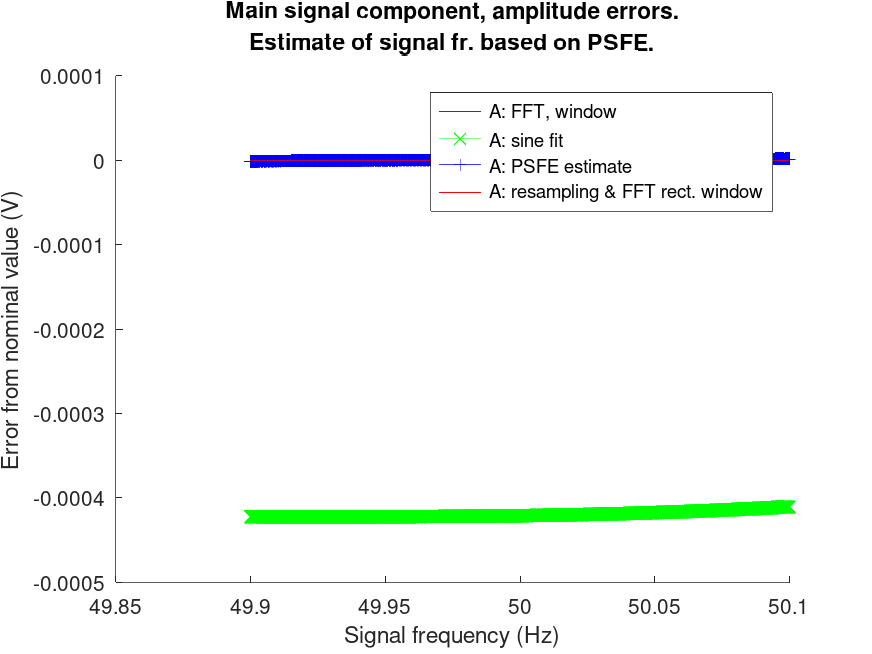 Main signal component, amplitude errors.
Estimate of signal fr. based on PSFE.
0.0001
0
-0.0001
-0.0002
-0.0003
-0.0004
-0.0005
Error from nominal value (V)
A: FFT, window
A: sine fit
A: PSFE estimate
A: resampling & FFT rect. window
49.85
49.9
49.95
50
50.05
50.1
Signal frequency (Hz)